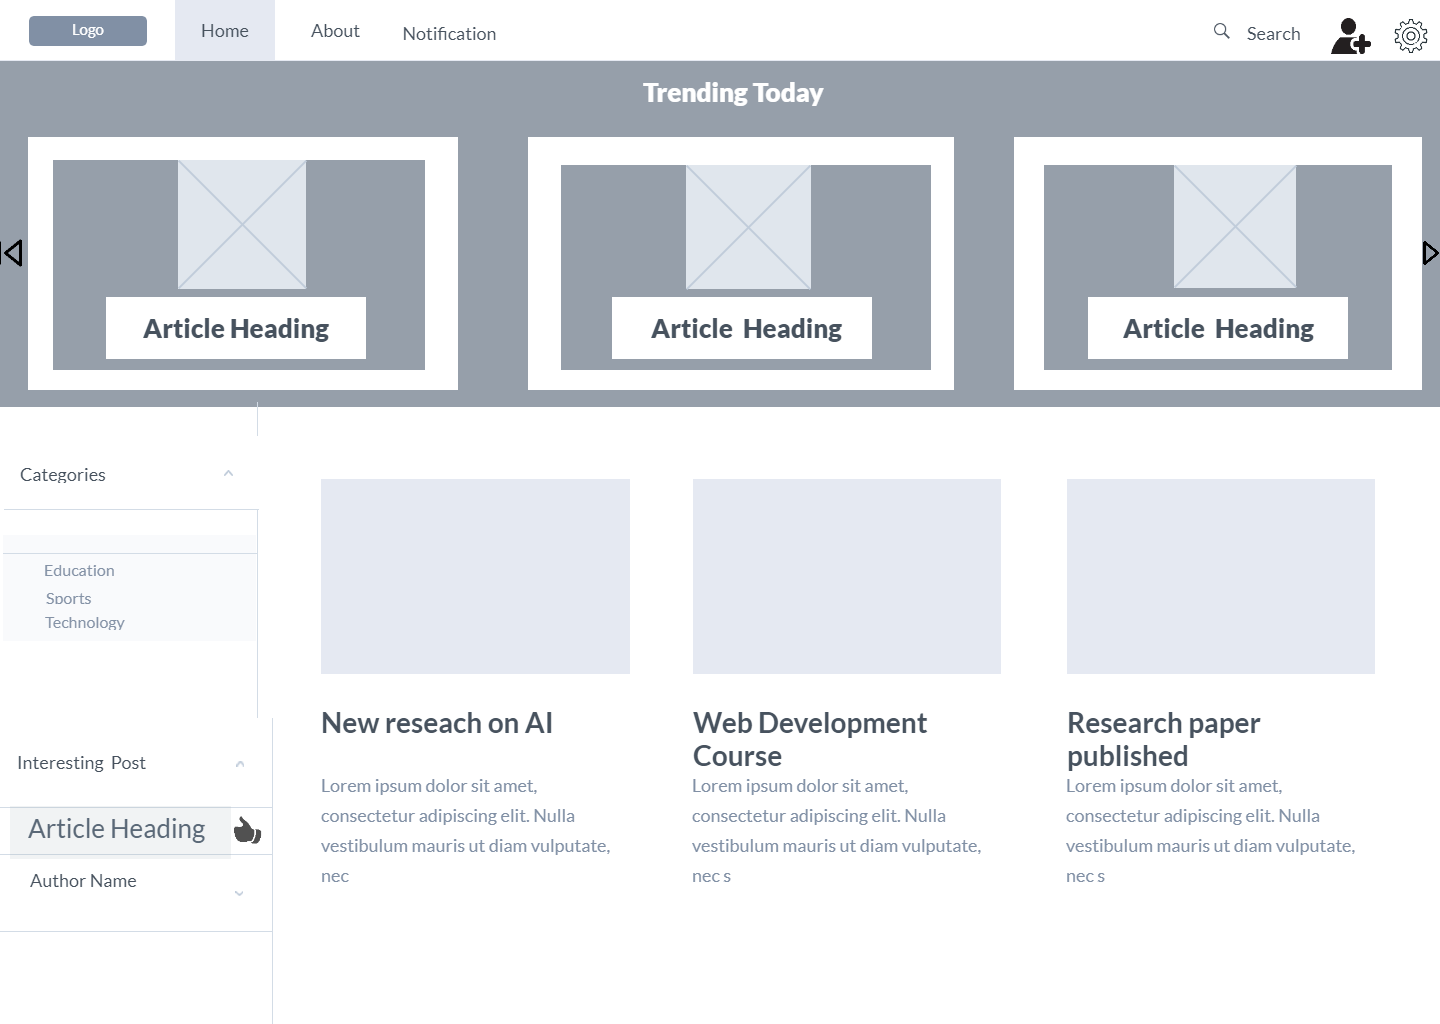 Logo
Home
About
Notification
Search
Trending Today
Article Heading
Article  Heading
Article  Heading
Categories
Education
Sports
Technology
New reseach on AI
Lorem ipsum dolor sit amet,
consectetur adipiscing elit. Nulla
vestibulum mauris ut diam vulputate,
nec
Web Development
Course
Lorem ipsum dolor sit amet,
consectetur adipiscing elit. Nulla
vestibulum mauris ut diam vulputate,
nec s
Research paper
published
Lorem ipsum dolor sit amet,
consectetur adipiscing elit. Nulla
vestibulum mauris ut diam vulputate,
nec s
Interesting  Post
Article Heading
Author Name